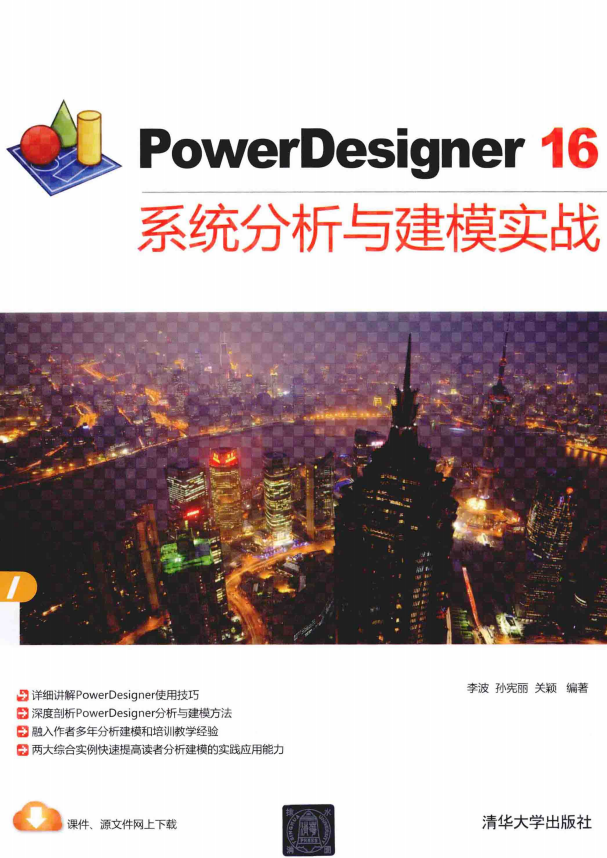 PowerDesigner 16
系统分析与建模实战
李波 孙宪丽 关颖 编著
详细讲解PowerDesigner使用技巧
深度剖析PowerDesigner分析与建模方法
融入作者多年分析建模和培训教学经验
两大综合实例快速提高读者分析建模的实践应用能力
课件、源文件网上下载
清华大学出版社